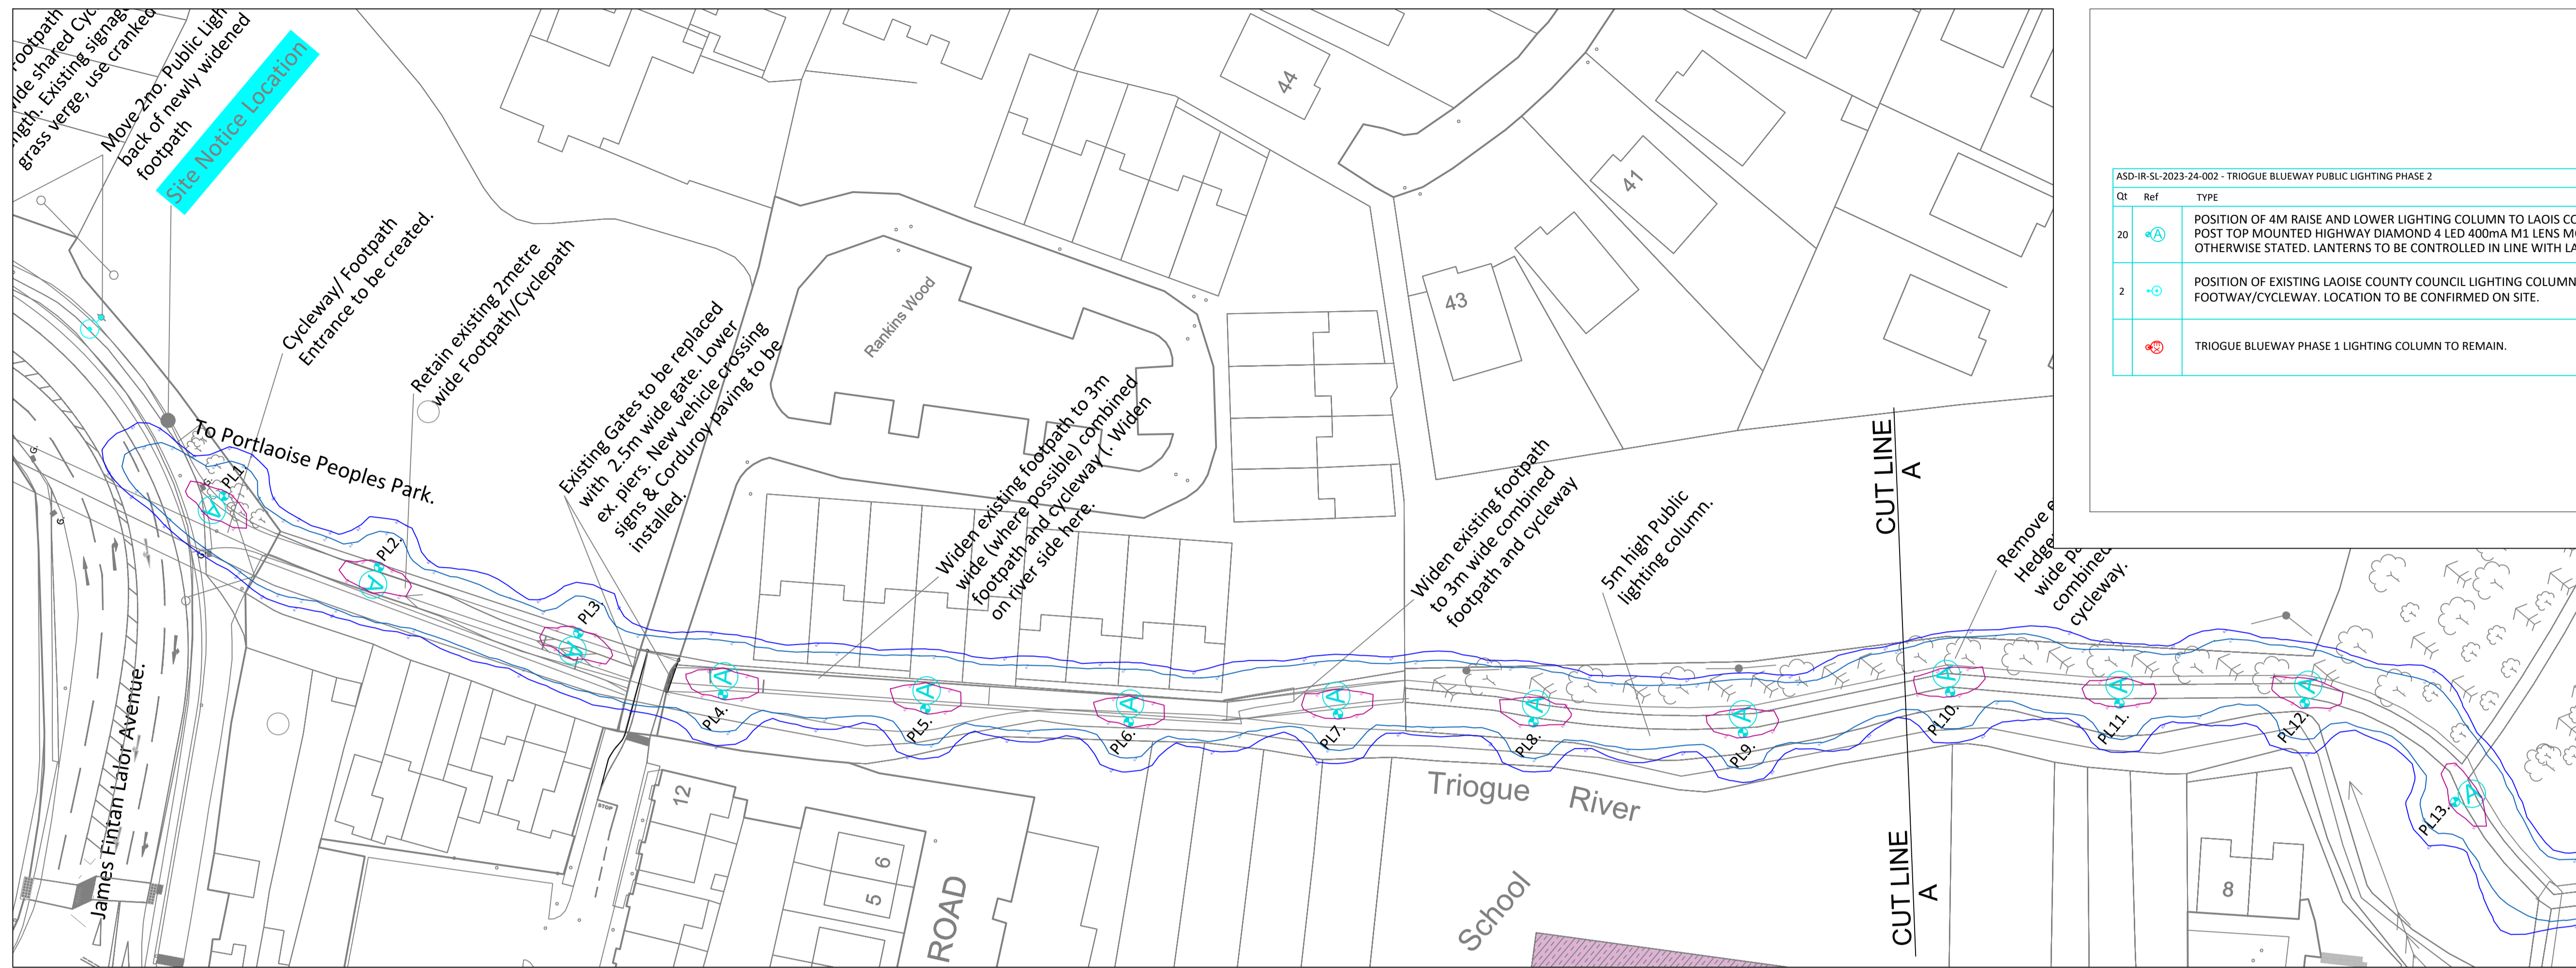 Footpath
wide shared Cyc
ngth. Existing signag
grass verge, use cranked
Move 2no. Public Ligh
back of newly widened
footpath
Site Notice Location
Cycleway/ Footpath
Entrance to be created.
Retain existing 2metre
wide Footpath/Cyclepath
Existing Gates to be replaced
with 2.5m wide gate. Lower
ex. piers. New vehicle crossing
signs & Corduroy paving to be
installed.
Widen existing footpath to 3m
wide (where possible) combined
footpath and cycleway (. Widen
on river side here.
Widen existing footpath
to 3m wide combined
footpath and cycleway
5m high Public
lighting column.
Remove e
Hedge
wide pa
combined
cycleway.
To Portlaoise Peoples Park.
James Fintan Lalor Avenue.
Rankins Wood
44
41
43
CUT LINE
A
CUT LINE
A
PL1.
PL2.
PL3.
PL4.
PL5.
PL6.
PL7.
PL8.
PL9.
PL10.
PL11.
PL12.
PL13.
A
A
A
A
A
A
A
A
A
A
A
A
A
G.
G.
G.
G.
G.
STOP
12
6
5
ROAD
Triogue River
School
8
ASD-IR-SL-2023-24-002 - TRIOGUE BLUEWAY PUBLIC LIGHTING PHASE 2
Qt Ref TYPE
20 A POSITION OF 4M RAISE AND LOWER LIGHTING COLUMN TO LAOIS CO
POST TOP MOUNTED HIGHWAY DIAMOND 4 LED 400mA M1 LENS MO
OTHERWISE STATED. LANTERNS TO BE CONTROLLED IN LINE WITH LA
2 POSITION OF EXISTING LAOISE COUNTY COUNCIL LIGHTING COLUMN
FOOTWAY/CYCLEWAY. LOCATION TO BE CONFIRMED ON SITE.
TRIOGUE BLUEWAY PHASE 1 LIGHTING COLUMN TO REMAIN.